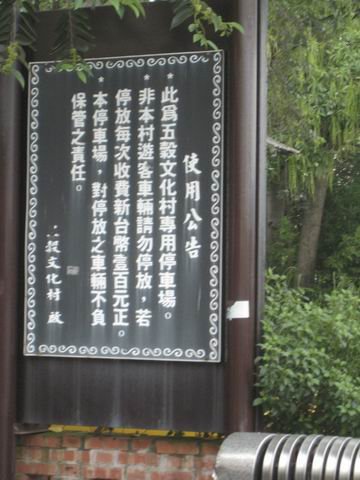 使用公告
*此為五穀文化村專用停車場。
*非本村遊客車輛請勿停放，若
停放每次收費新台幣壹百元正。
*本停車場，對停放之車輛不負
保管之責任。
五穀文化村 啟